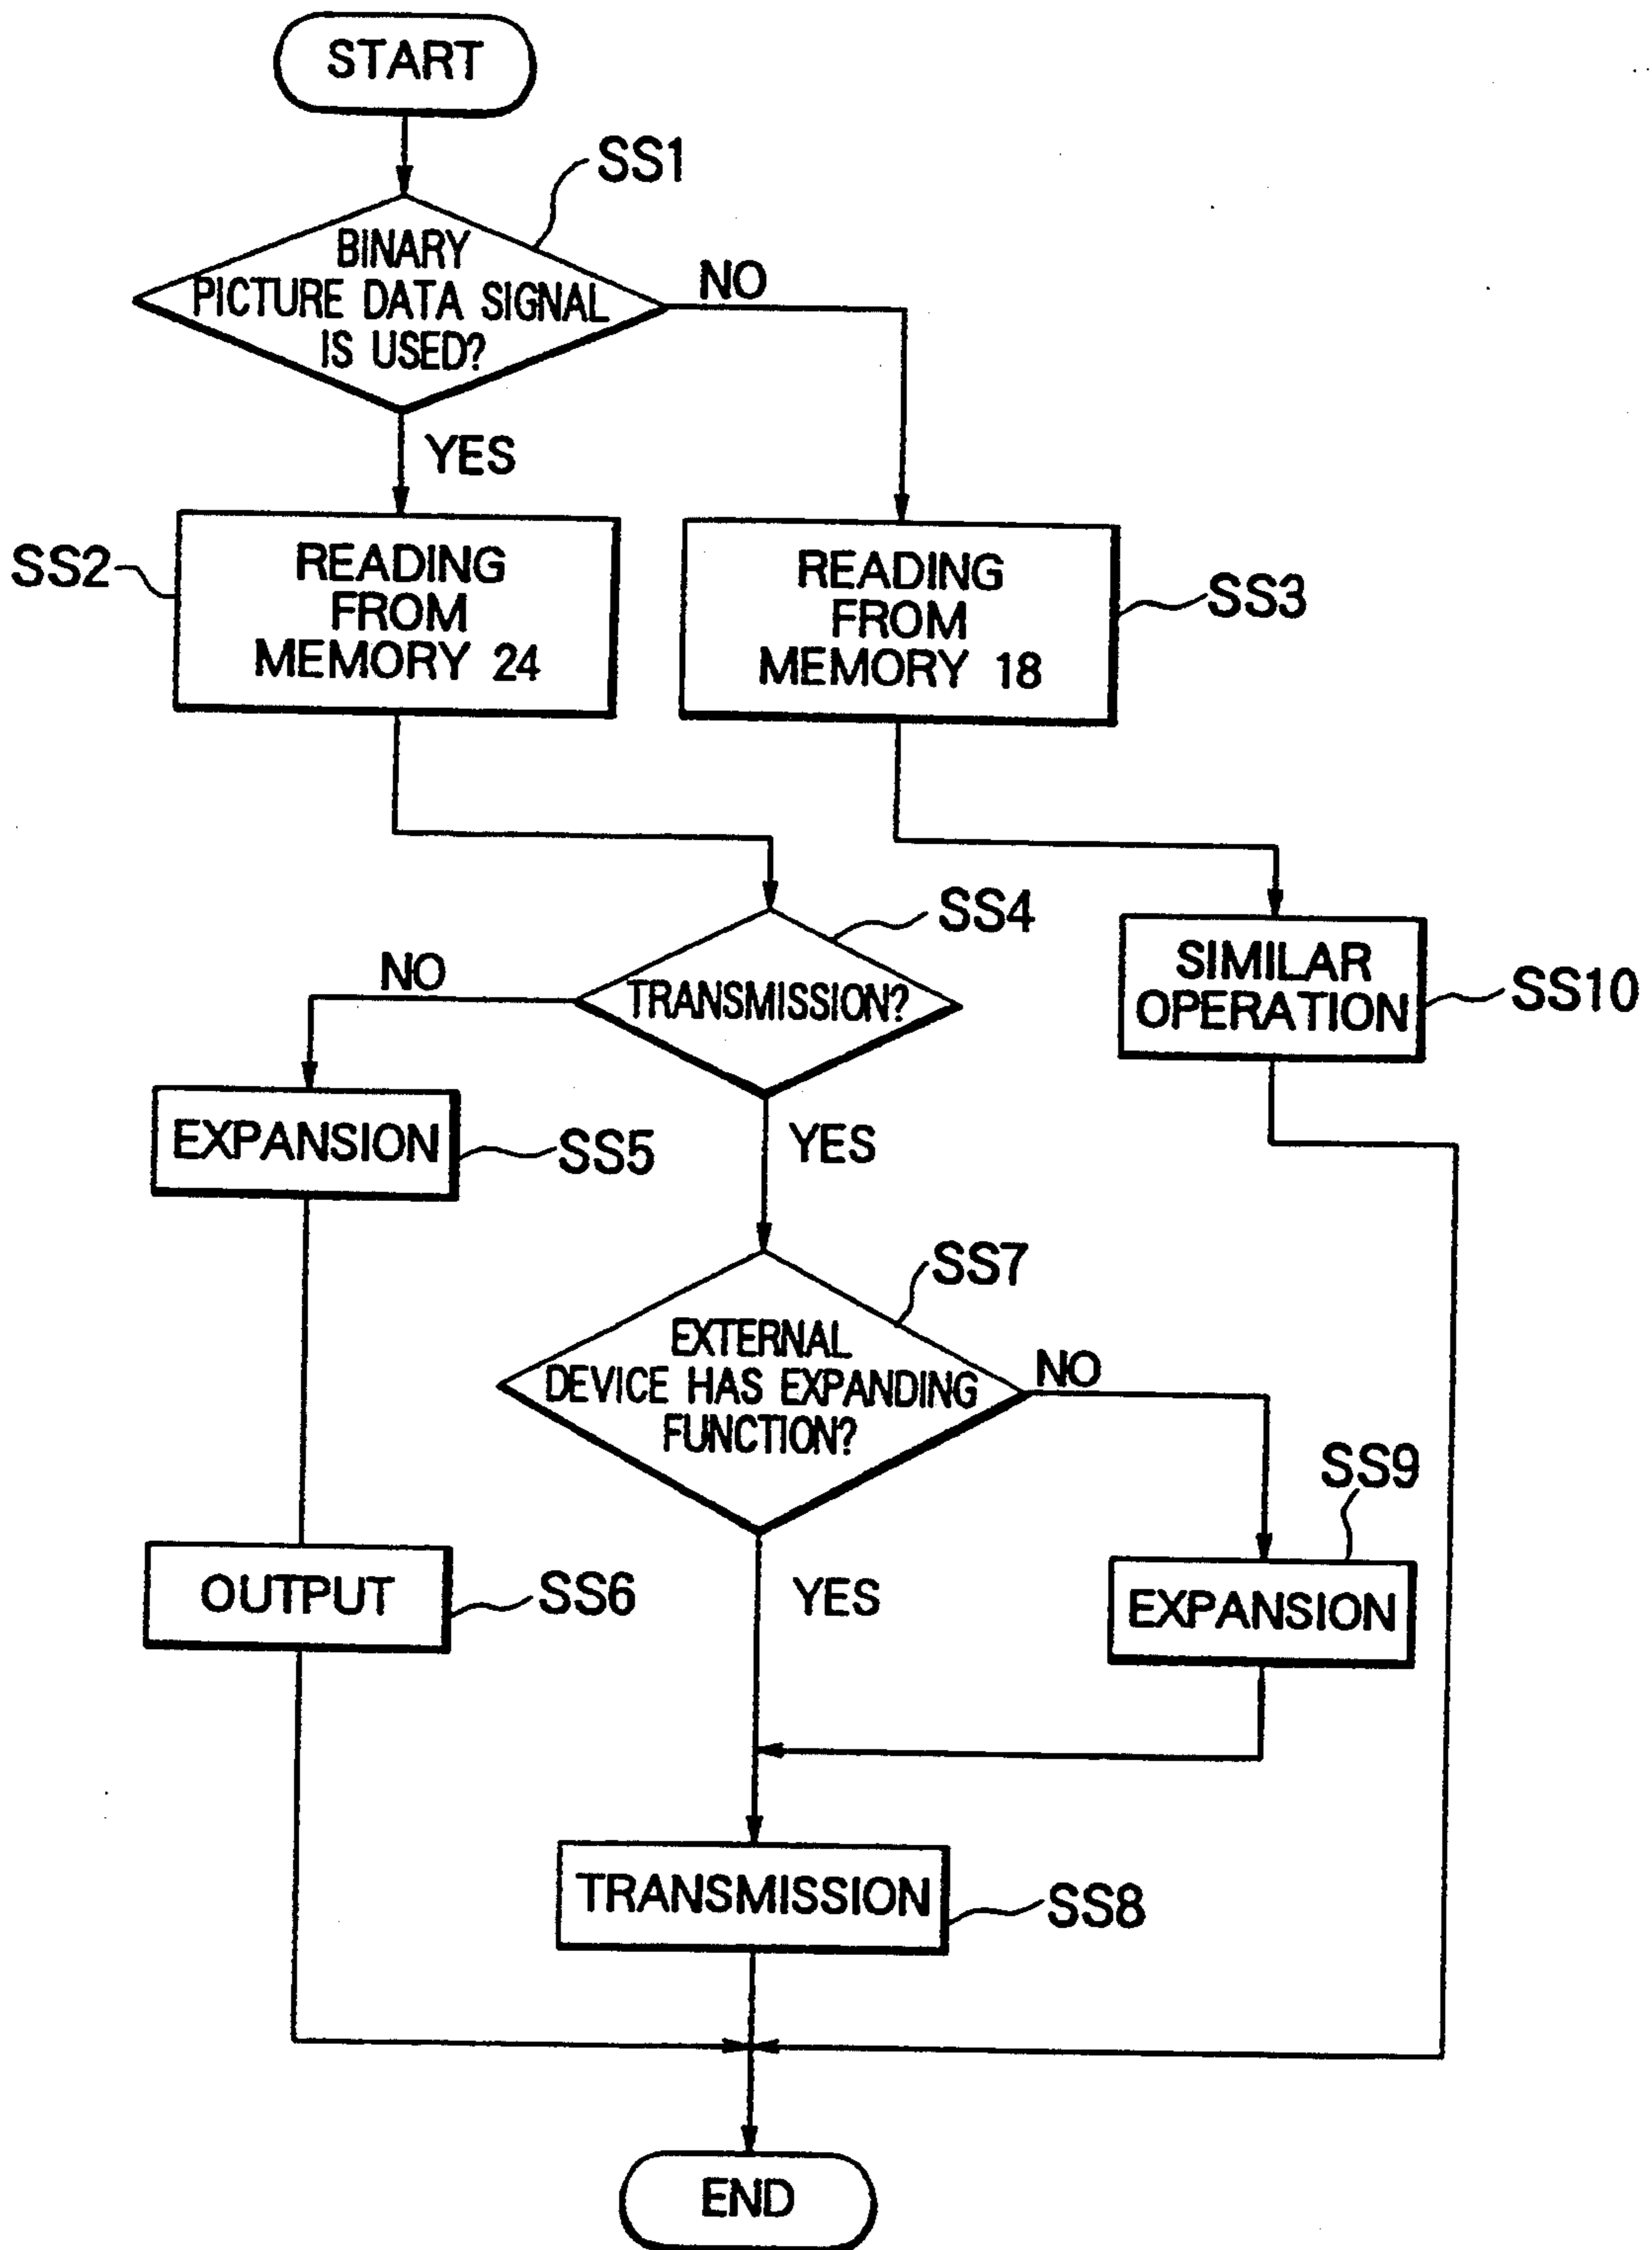 START
SS1
BINARY
PICTURE DATA SIGNAL
IS USED?
NO
YES
SS2
READING
FROM
MEMORY 24
READING
FROM
MEMORY 18
SS3
SS4
TRANSMISSION?
NO
YES
SIMILAR
OPERATION
SS10
EXPANSION
SS5
SS7
EXTERNAL
DEVICE HAS EXPANDING
FUNCTION?
NO
YES
SS9
EXPANSION
OUTPUT
SS6
TRANSMISSION
SS8
END